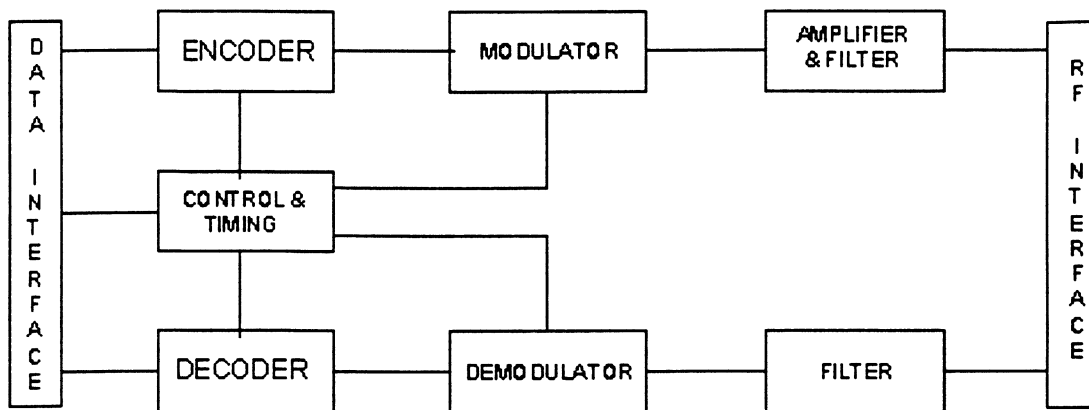 DATA INTERFACE
ENCODER
MODULATOR
AMPLIFIER
& FILTER
RF INTERFACE
CONTROL &
TIMING
DECODER
DEMODULATOR
FILTER